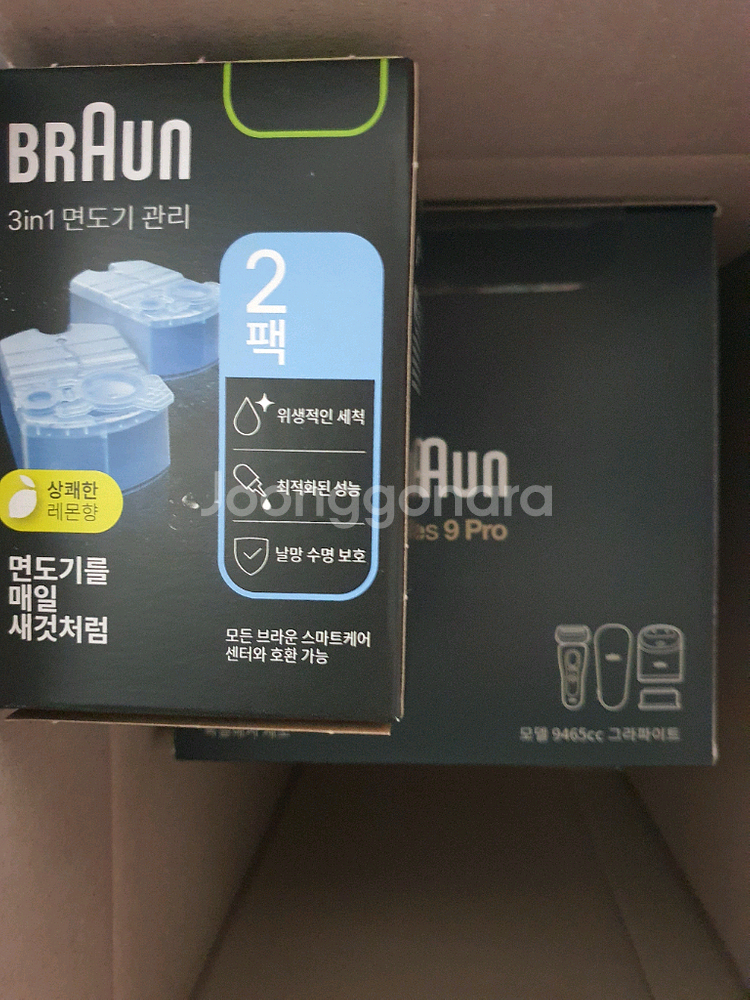 BRAUN
3in1 면도기 관리
2
팩
위생적인 세척
최적화된 성능
날망 수명 보호
상쾌한
레몬향
면도기를
매일
새것처럼
모든 브라운 스마트케어
센터와 호환 가능
Joonggonara
AUN
es 9 Pro
모델 9465cc 그라파이트